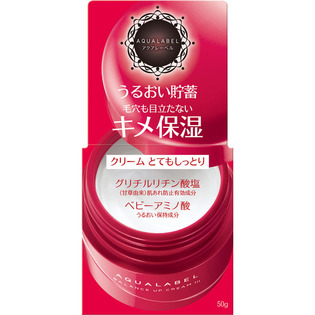 AQUALABEL
アクアレーベル
うるおい貯蓄
毛穴も目立たない
キメ保湿
クリーム とてもしっとり
グリチルリチン酸塩
(甘草由来)肌あれ防止有効成分
ベビーアミノ酸
うるおい保持成分
AQUALABEL
BALANCE UP CREAM III
50g